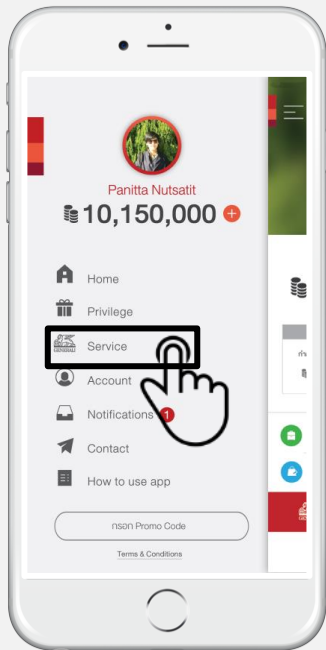 Panitta Nutsatit
10,150,000
Home
Privilege
GENERALI
Service
Account
Notifications 1
Contact
How to use app
กรอก Promo Code
Terms & Conditions